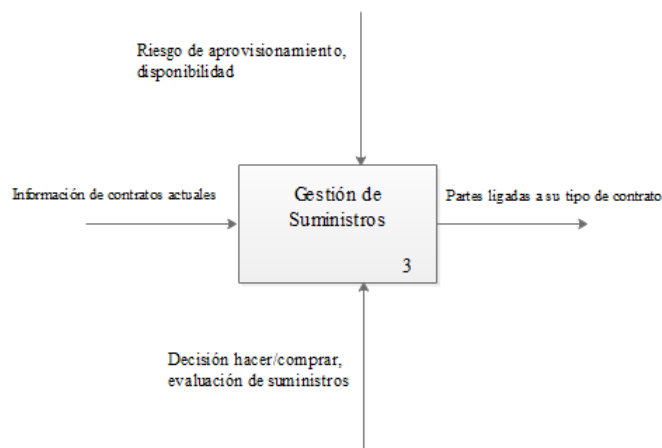 Riesgo de aprovisionamiento,
disponibilidad
Información de contratos actuales
Gestión de
Suministros
3
Partes ligadas a su tipo de contrato
Decisión hacer/comprar,
evaluación de suministros